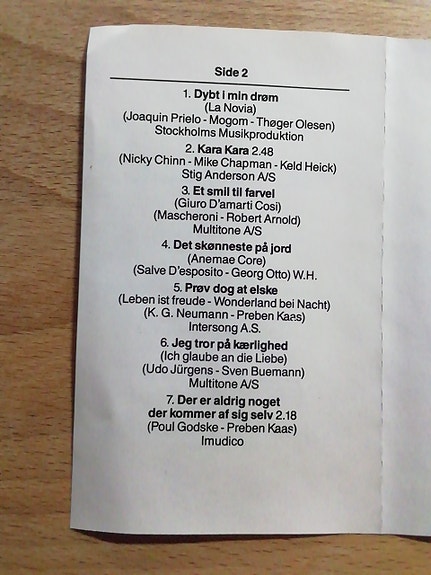 Side 2
1. Dybt i min drøm
(La Novia)
(Joaquin Prielo - Mogom - Thøger Olesen)
Stockholms Musikproduktion
2. Kara Kara 2.48
(Nicky Chinn - Mike Chapman - Keld Heick)
Stig Anderson A/S
3. Et smil til farvel
(Giuro D'amarti Cosi)
(Mascheroni - Robert Arnold)
Multitone A/S
4. Det skønneste på jord
(Anemae Core)
(Salve D'esposito - Georg Otto) W.H.
5. Prøv dog at elske
(Leben ist freude - Wonderland bei Nacht)
(K. G. Neumann - Preben Kaas)
Intersong A.S.
6. Jeg tror på kærlighed
(Ich glaube an die Liebe)
(Udo Jürgens - Sven Buemann)
Multitone A/S
7. Der er aldrig noget
der kommer af sig selv 2.18
(Poul Godske - Preben Kaas)
Imudico